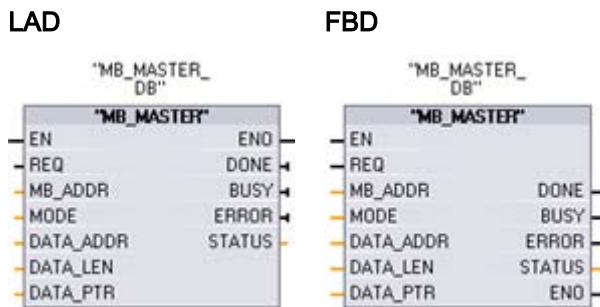 LAD
"MB_MASTER_
DB"
"MB_MASTER"
EN ENO
REQ DONE
MB_ADDR BUSY
MODE ERROR
DATA_ADDR STATUS
DATA_LEN
DATA_PTR
FBD
"MB_MASTER_
DB"
"MB_MASTER"
EN
REQ
MB_ADDR DONE
MODE BUSY
DATA_ADDR ERROR
DATA_LEN STATUS
DATA_PTR ENO